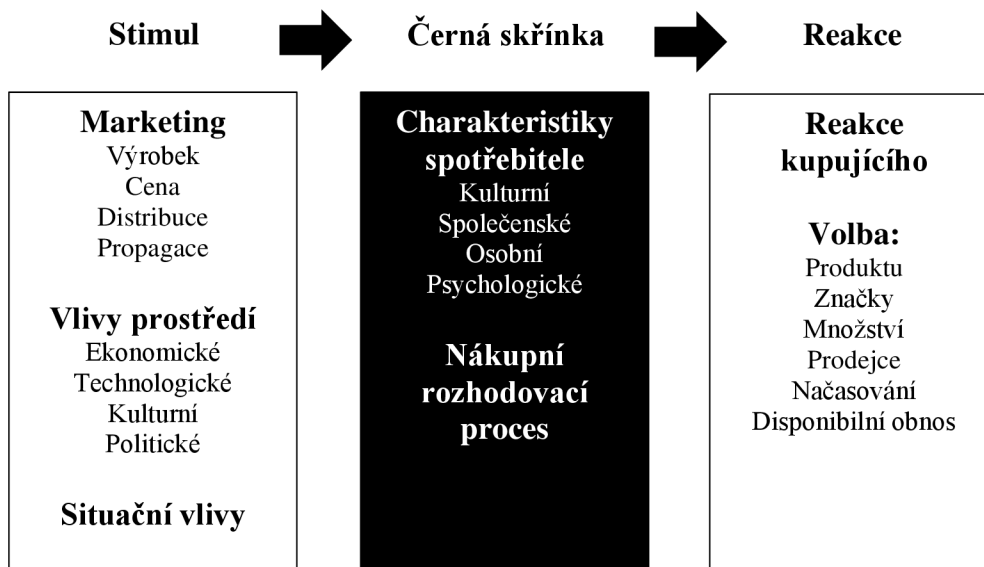 Stimul
Černá skřínka
Reakce
Marketing
Výrobek
Cena
Distribuce
Propagace
Vlivy prostředí
Ekonomické
Technologické
Kulturní
Politické
Situační vlivy
Charakteristiky
spotřebitele
Kulturní
Společenské
Osobní
Psychologické
Nákupní
rozhodovací
proces
Reakce
kupujícího
Volba:
Produktu
Značky
Množství
Prodejce
Načasování
Disponibilní obnos